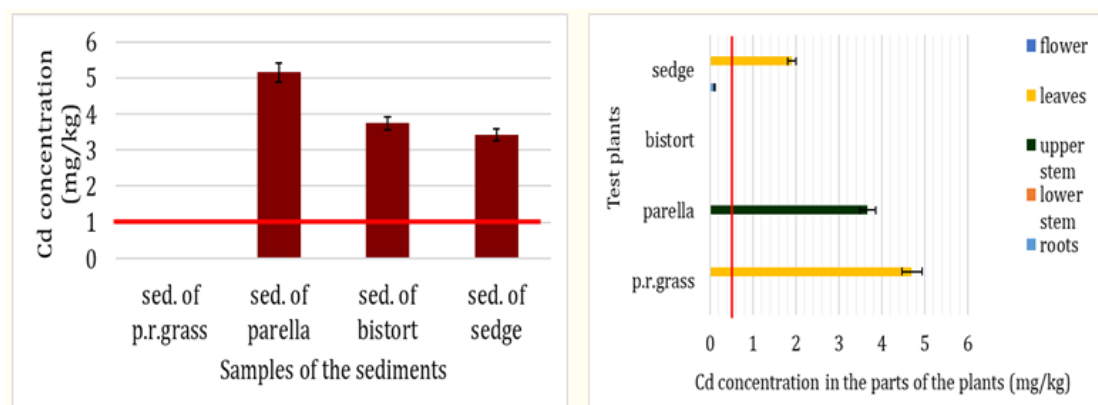 Cd concentration
(mg/kg)
6
5
4
3
2
1
0
sed. of
p.r.grass
sed. of
parella
sed. of
bistort
sed. of
sedge
Samples of the sediments
Test plants
sedge
bistort
parella
p.r.grass
0 1 2 3 4 5 6
Cd concentration in the parts of the plants (mg/kg)
flower
leaves
upper
stem
lower
stem
roots